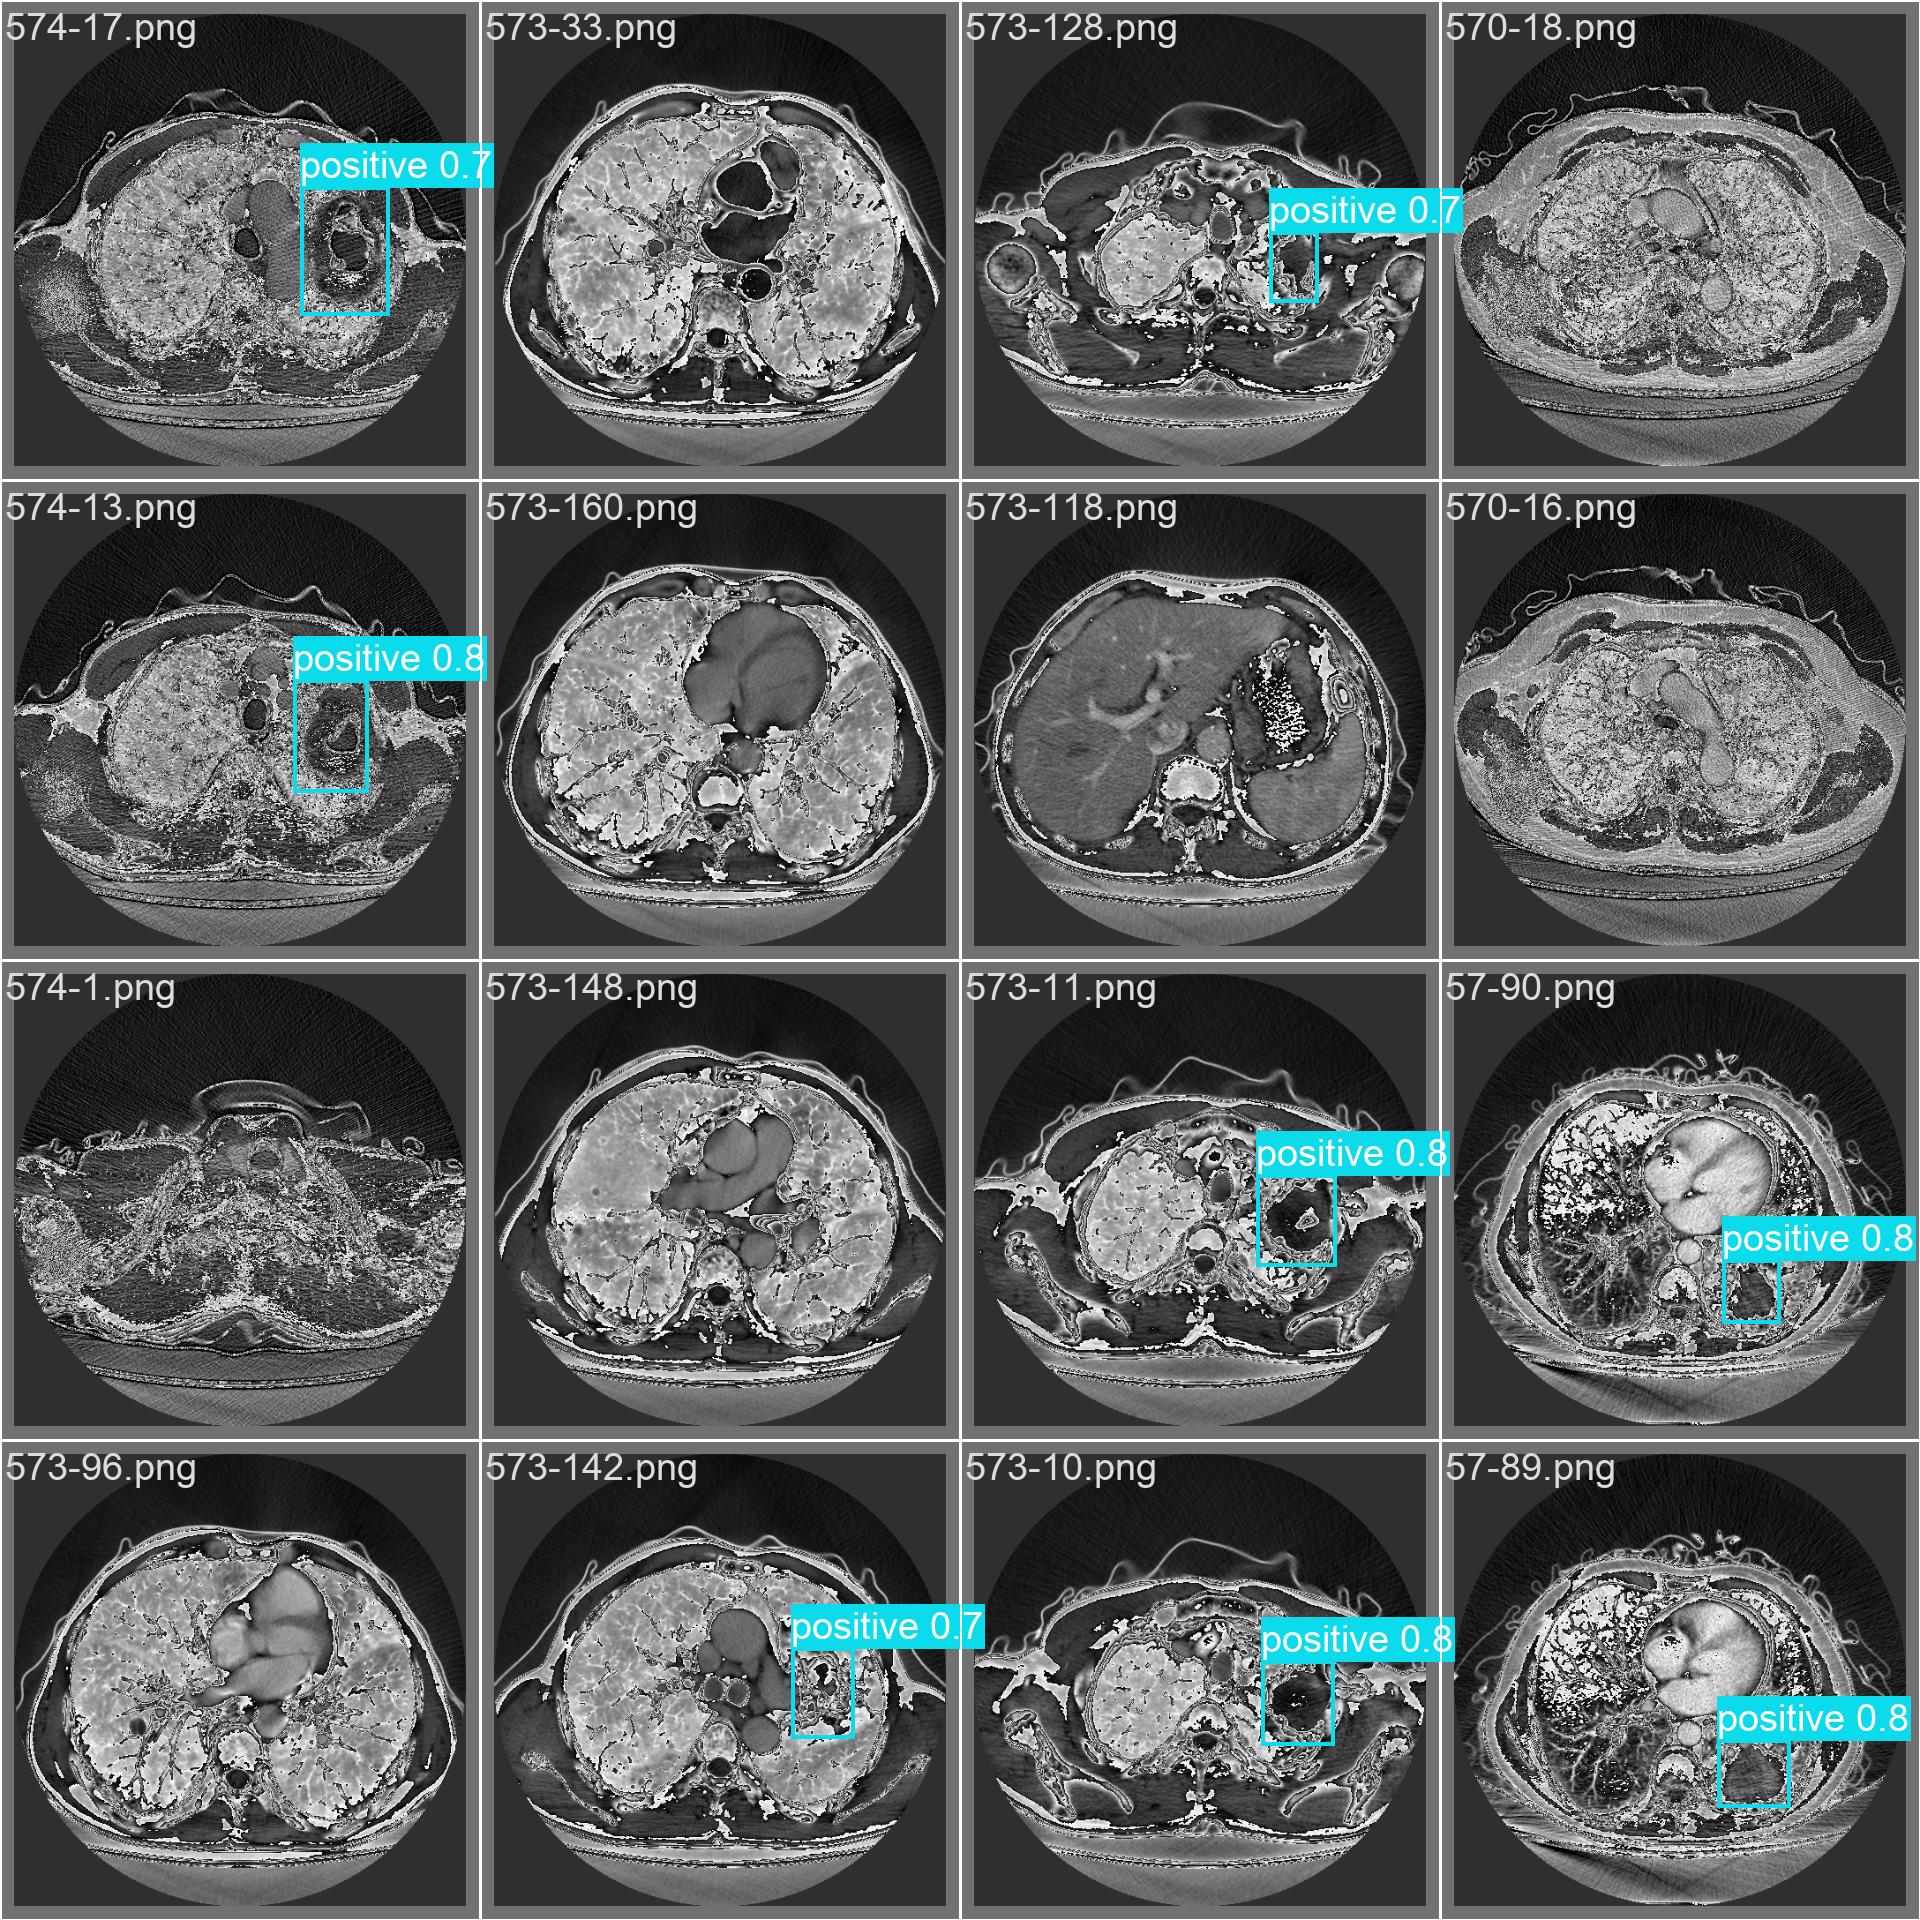 574-17.png
573-33.png
573-128.png
570-18.png
positive 0.7
positive 0.7
574-13.png
573-160.png
573-118.png
570-16.png
positive 0.8
574-1.png
573-148.png
573-11.png
57-90.png
positive 0.8
positive 0.8
573-96.png
573-142.png
573-10.png
57-89.png
positive 0.7
positive 0.8
positive 0.8